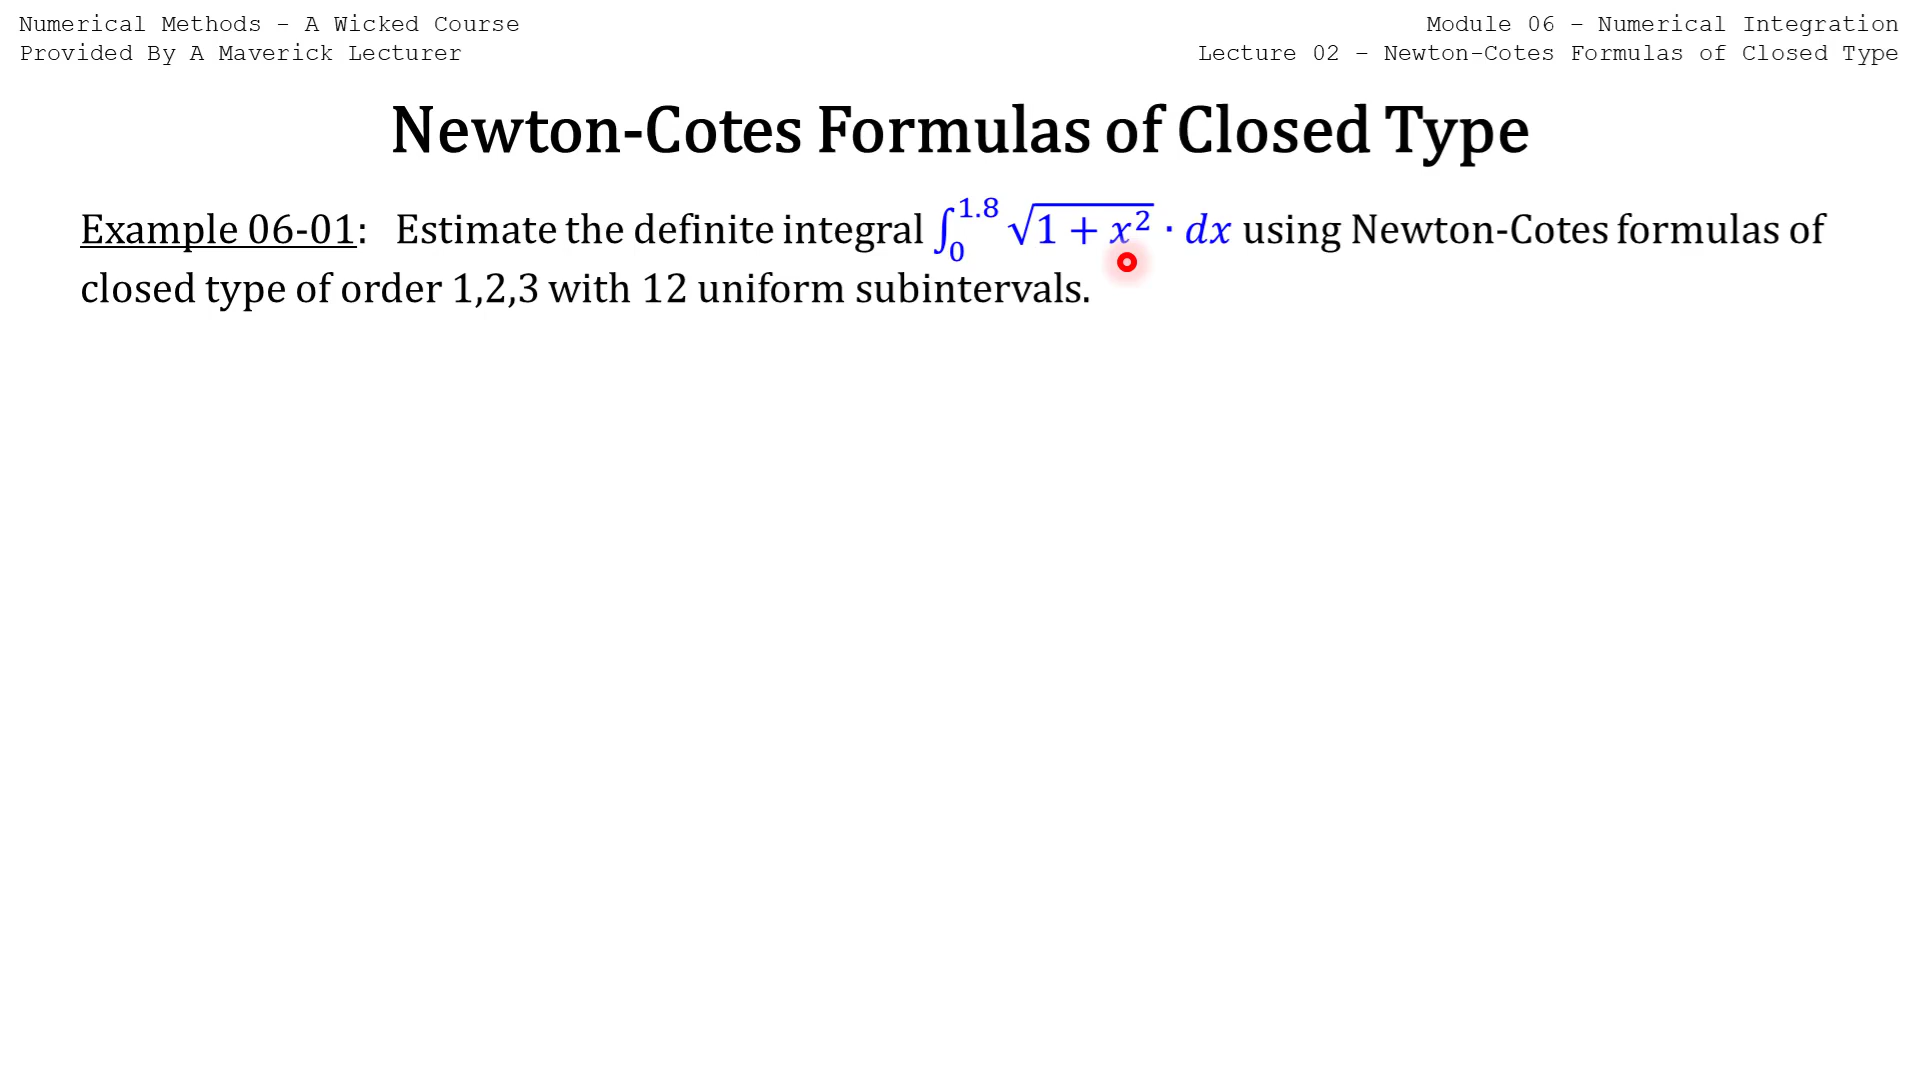 Numerical Methods - A Wicked Course
Provided By A Maverick Lecturer
Module 06 – Numerical Integration
Lecture 02 – Newton-Cotes Formulas of Closed Type
Newton-Cotes Formulas of Closed Type
Example 06-01: Estimate the definite integral ∫₀^1.8 √(1 + x²) · dx using Newton-Cotes formulas of
closed type of order 1,2,3 with 12 uniform subintervals.